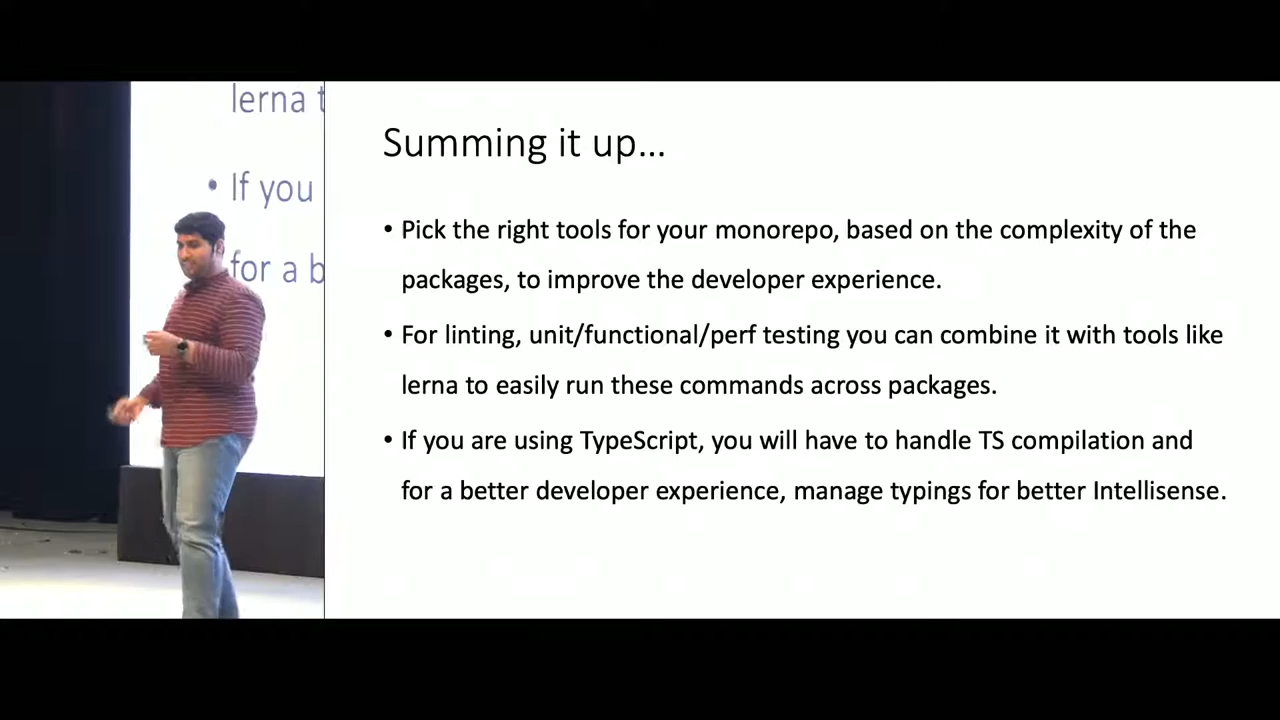 lerna t
• If you
for a b
Summing it up...
• Pick the right tools for your monorepo, based on the complexity of the
packages, to improve the developer experience.
• For linting, unit/functional/perf testing you can combine it with tools like
lerna to easily run these commands across packages.
• If you are using TypeScript, you will have to handle TS compilation and
for a better developer experience, manage typings for better Intellisense.